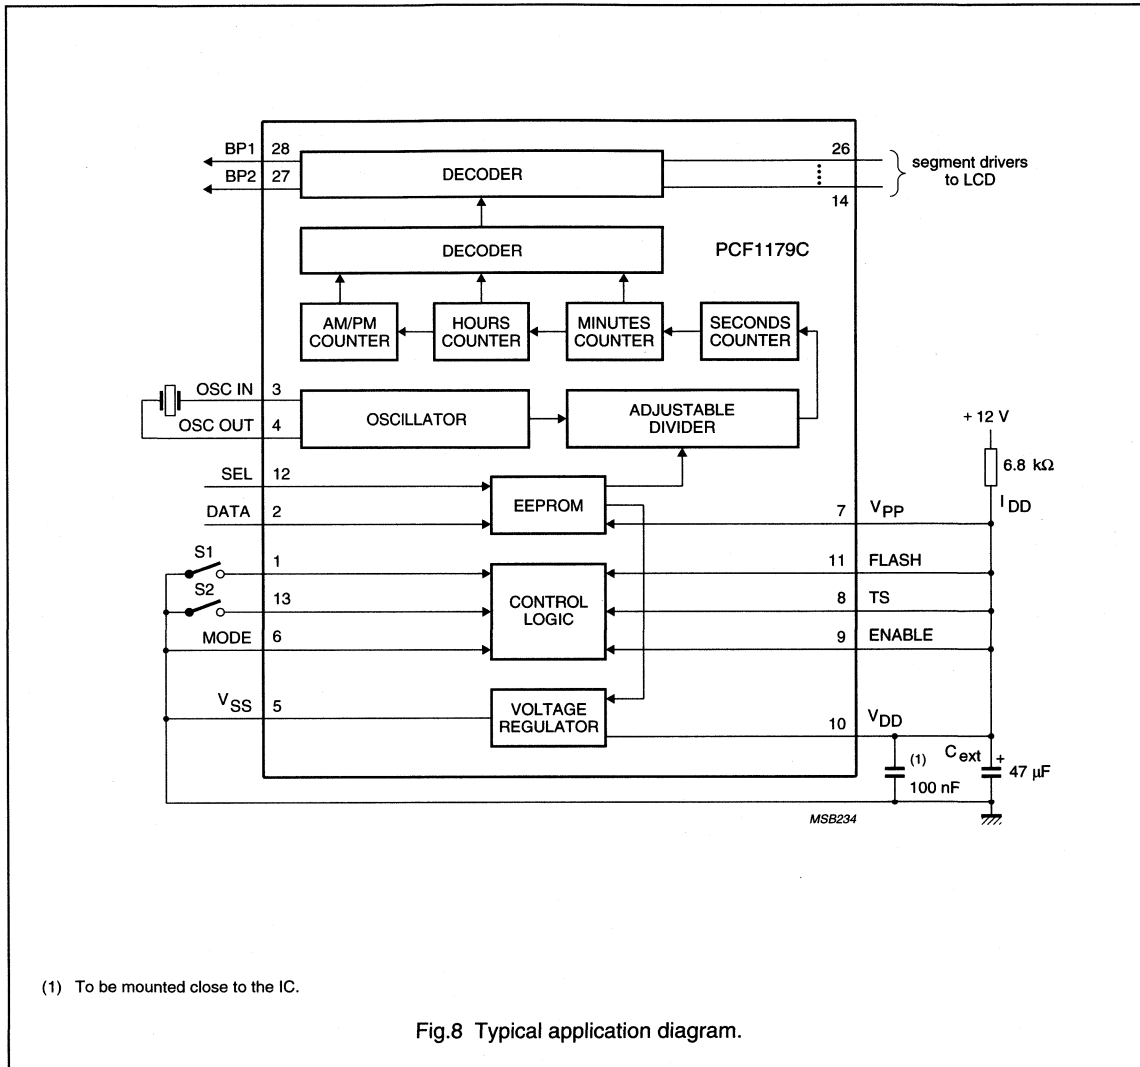 BP1 28
BP2 27
DECODER
26
14
segment drivers
to LCD
DECODER
PCF1179C
AM/PM
COUNTER
HOURS
COUNTER
MINUTES
COUNTER
SECONDS
COUNTER
OSC IN 3
OSC OUT 4
OSCILLATOR
ADJUSTABLE
DIVIDER
+ 12 V
6.8 kΩ
I DD
SEL 12
DATA 2
EEPROM
7 VPP
S1
1
S2
13
MODE 6
CONTROL
LOGIC
11 FLASH
8 TS
9 ENABLE
VSS 5
VOLTAGE
REGULATOR
10 VDD
(1)
100 nF
Cext +
47 µF
MSB234
(1) To be mounted close to the IC.
Fig.8 Typical application diagram.